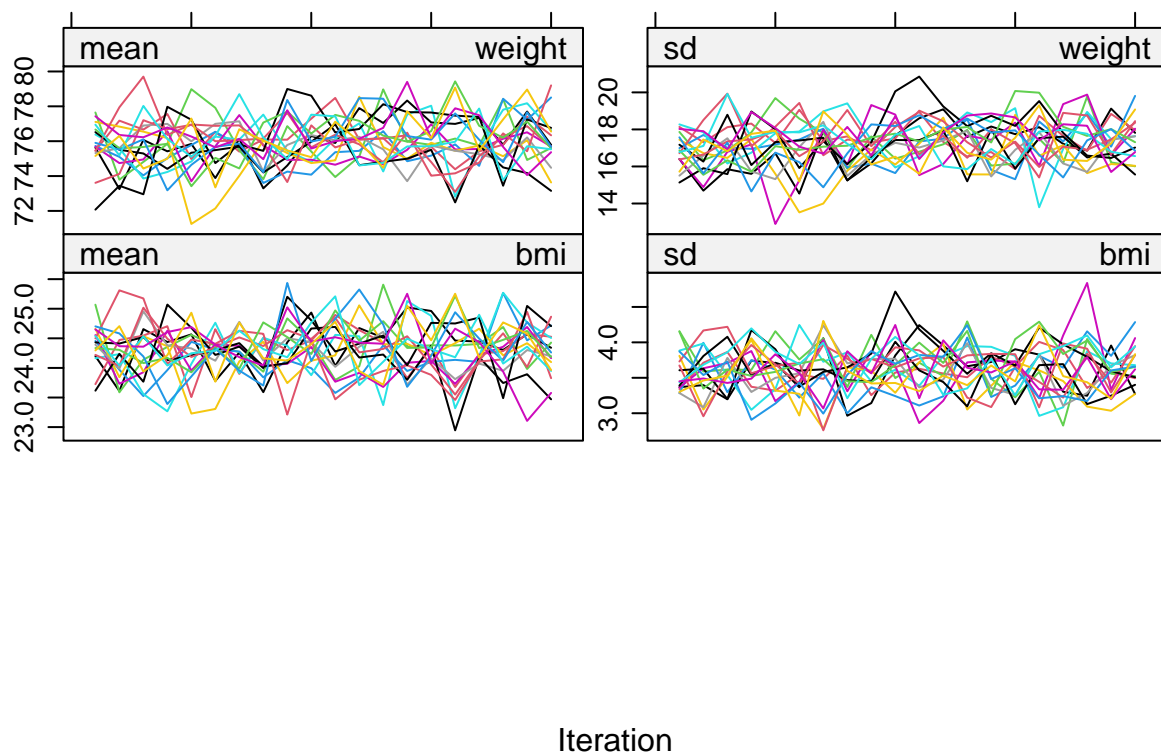 mean weight
sd weight
72 74 76 78 80
14 16 18 20
mean bmi
sd bmi
23.0 24.0 25.0
3.0 4.0
Iteration